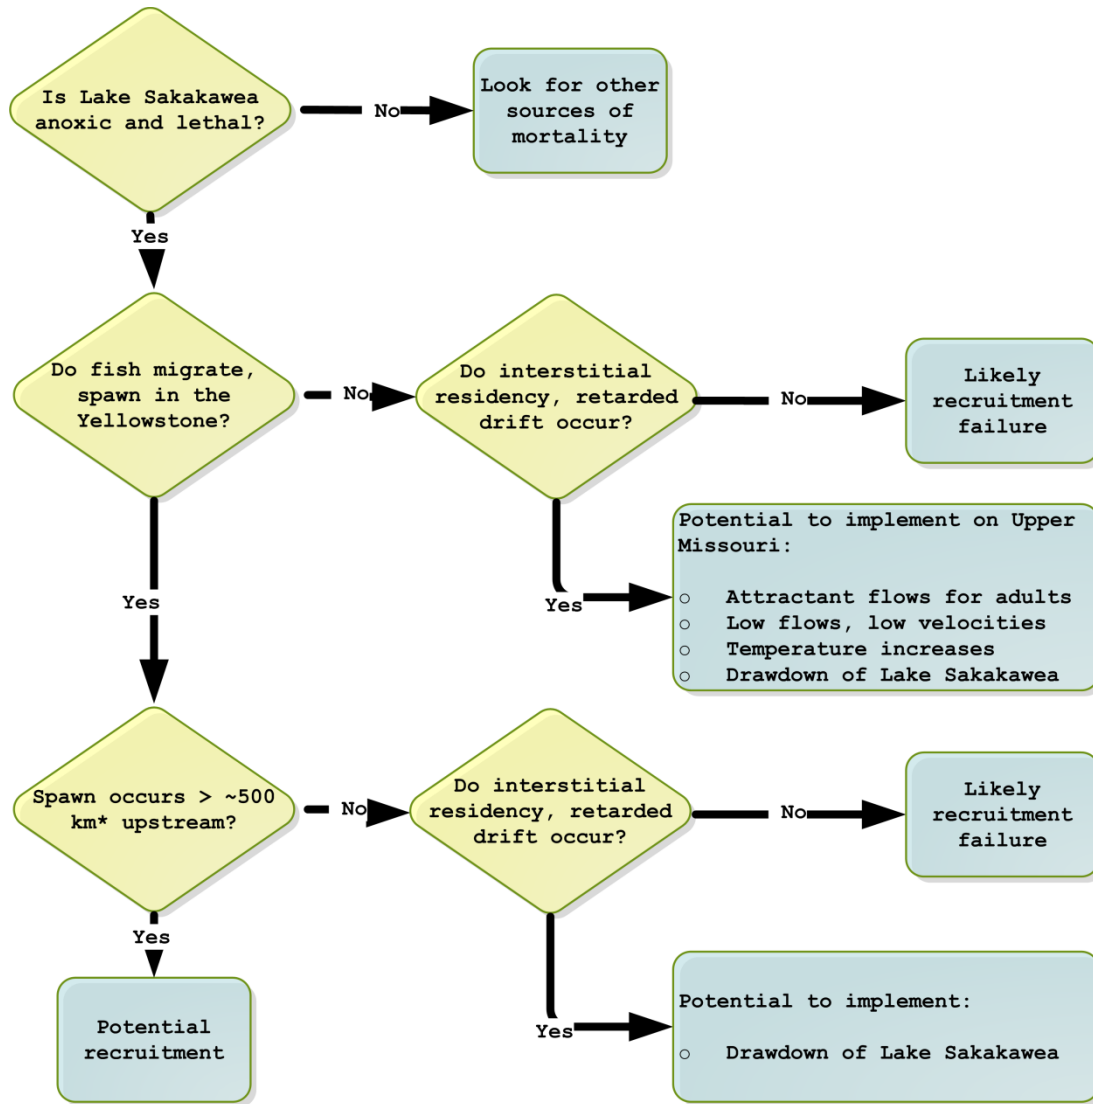 Is Lake Sakakawea
anoxic and lethal?
No
Look for other
sources of
mortality
Yes
Do fish migrate,
spawn in the
Yellowstone?
No
Do interstitial
residency, retarded
drift occur?
No
Likely
recruitment
failure
Yes
Potential to implement on Upper
Missouri:
○ Attractant flows for adults
○ Low flows, low velocities
○ Temperature increases
○ Drawdown of Lake Sakakawea
Yes
Spawn occurs > ~500
km* upstream?
No
Do interstitial
residency, retarded
drift occur?
No
Likely
recruitment
failure
Yes
Potential
recruitment
Yes
Potential to implement:
○ Drawdown of Lake Sakakawea